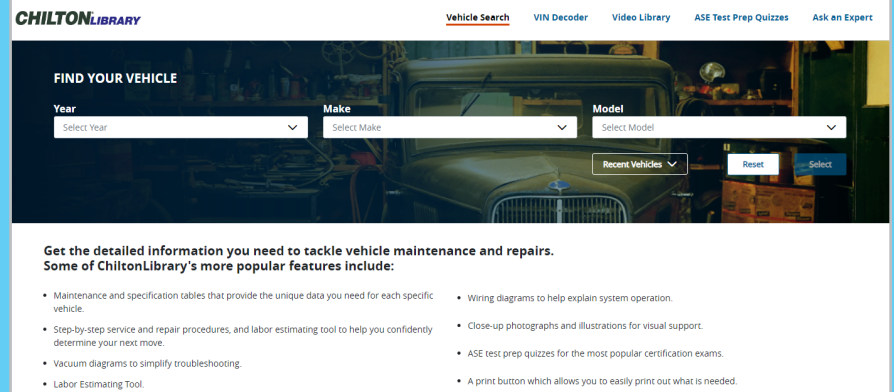 CHILTONLIBRARY
Vehicle Search VIN Decoder Video Library ASE Test Prep Quizzes Ask an Expert
FIND YOUR VEHICLE
Year Make Model
Select Year Select Make Select Model
Recent Vehicles Reset Select
Get the detailed information you need to tackle vehicle maintenance and repairs.
Some of ChiltonLibrary's more popular features include:
• Maintenance and specification tables that provide the unique data you need for each specific
vehicle.
• Step-by-step service and repair procedures, and labor estimating tool to help you confidently
determine your next move.
• Vacuum diagrams to simplify troubleshooting.
• Labor Estimating Tool.
• Wiring diagrams to help explain system operation.
• Close-up photographs and illustrations for visual support.
• ASE test prep quizzes for the most popular certification exams.
• A print button which allows you to easily print out what is needed.